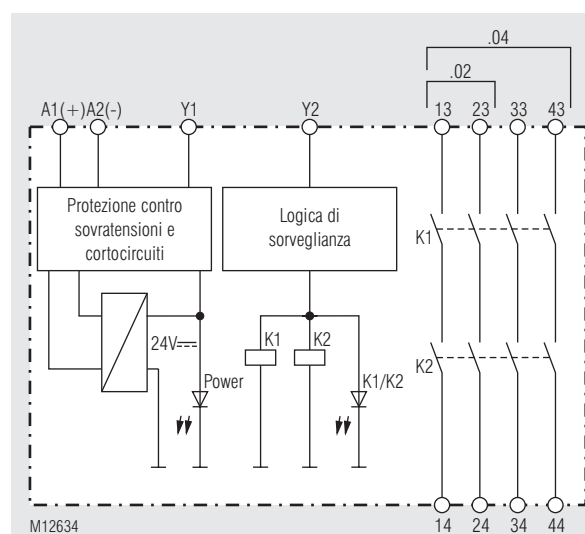 .04
.02
A1(+) A2(-) Y1 Y2 13 23 33 43
Protezione contro
sovratensioni e
cortocircuiti
Logica di
sorveglianza
K1
24V
K1 K2
K2
Power
K1/K2
M12634
14 24 34 44